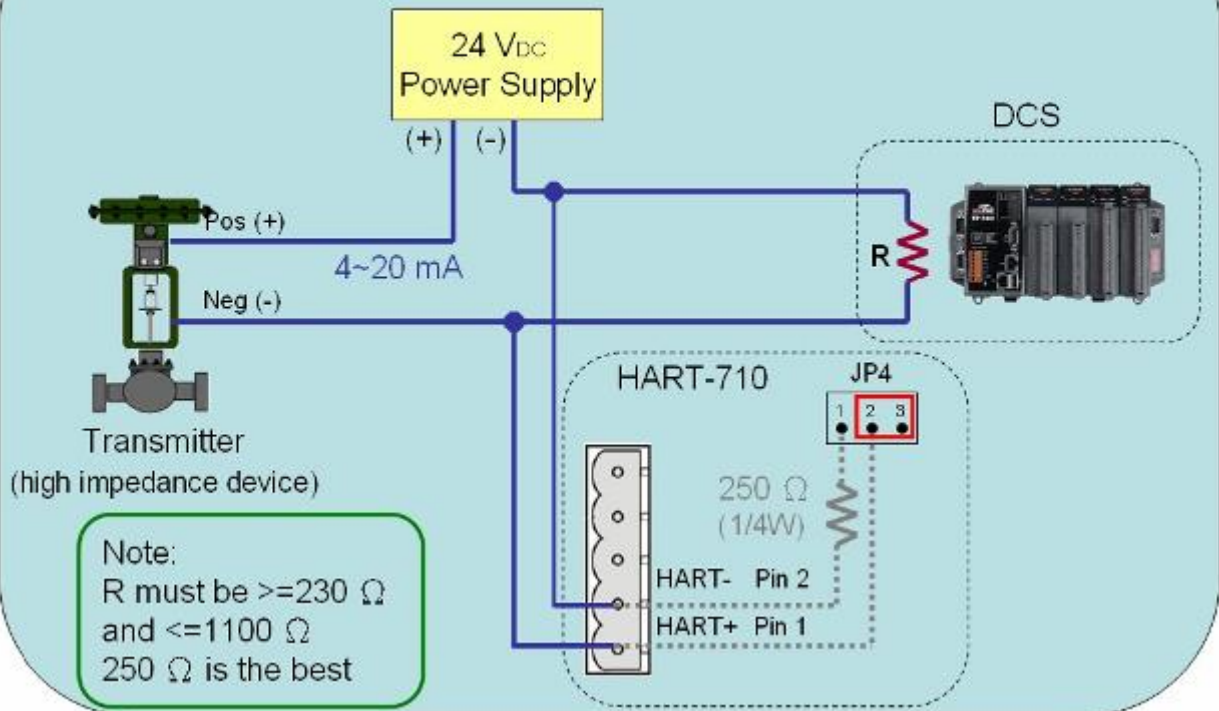 24 VDC
Power Supply
(+) (-)
DCS
Pos (+)
4~20 mA
R
Neg (-)
HART-710
JP4
1 2 3
Transmitter
(high impedance device)
250 Ω
(1/4W)
Note:
R must be >=230 Ω
and <=1100 Ω
250 Ω is the best
HART- Pin 2
HART+ Pin 1